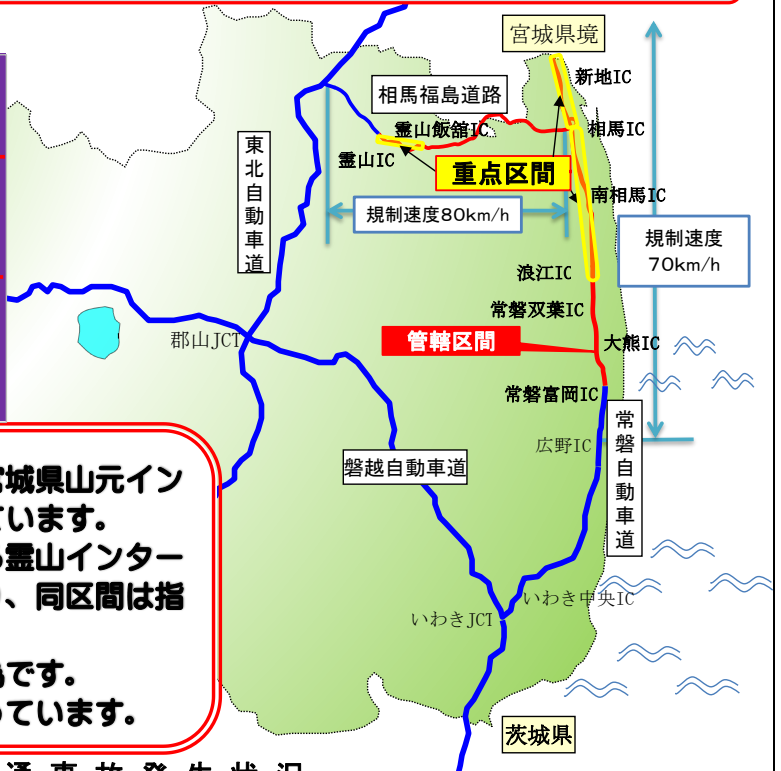 宮城県境
新地IC
相馬福島道路
相馬IC
霊山飯舘IC
霊山IC
重点区間
東北自動車道
南相馬IC
規制速度80km/h
規制速度
70km/h
浪江IC
常磐双葉IC
郡山JCT
管轄区間
大熊IC
常磐富岡IC
常磐自動車道
広野IC
磐越自動車道
宮城県山元イン
ています。
霊山インター
、同区間は指
です。
っています。
いわき中央IC
いわきJCT
茨城県
通事故発生状況